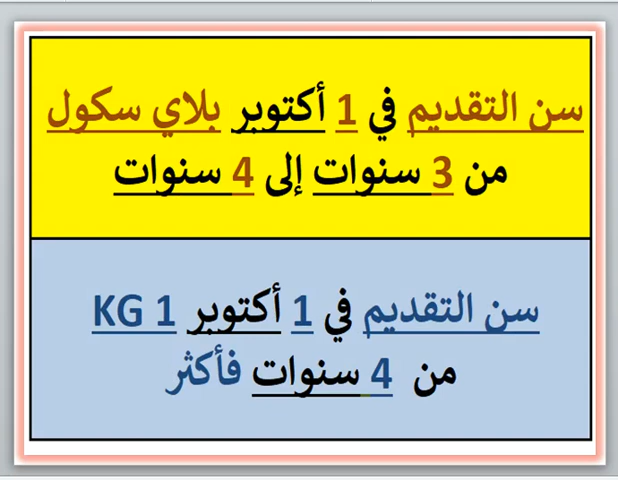 سن التقديم في 1 أكتوبر بلاي سكول
من 3 سنوات إلى 4 سنوات
سن التقديم في 1 أكتوبر KG 1
من 4 سنوات فأكثر